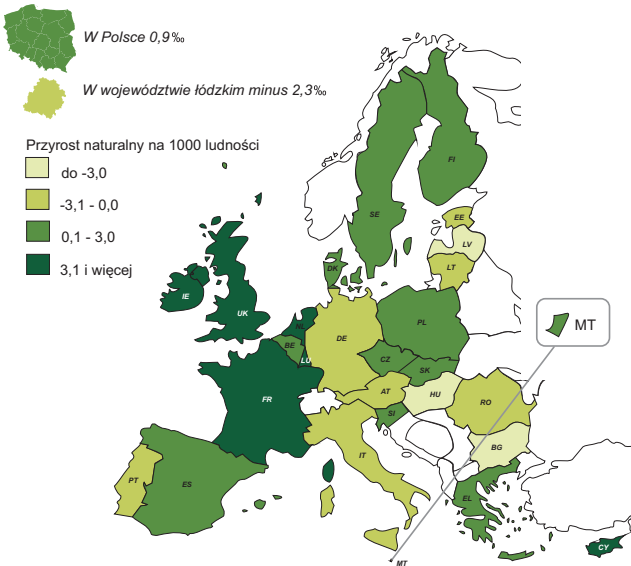 W Polsce 0,9‰
W województwie łódzkim minus 2,3‰
Przyrost naturalny na 1000 ludności
do -3,0
-3,1 - 0,0
0,1 - 3,0
3,1 i więcej
FI
SE
EE
LV
LT
DK
IE
UK
NL
BE
LU
DE
PL
MT
CZ
SK
FR
AT
HU
RO
SI
BG
IT
PT
ES
EL
CY
MT